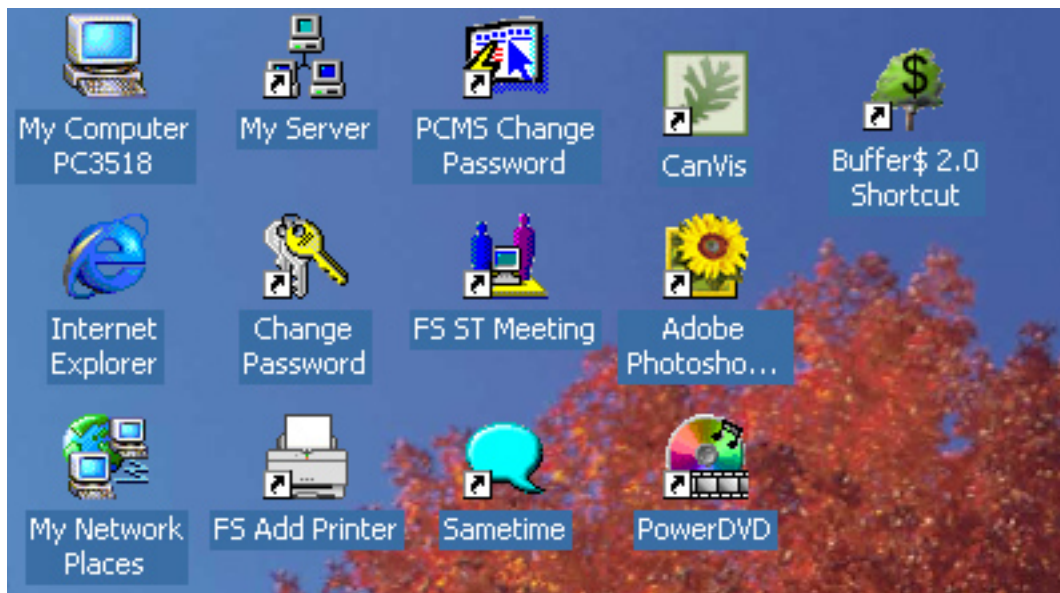 My Computer
PC3518
My Server
PCMS Change
Password
CanVis
Buffer$ 2.0
Shortcut
Internet
Explorer
Change
Password
FS ST Meeting
Adobe
Photosho...
My Network
Places
FS Add Printer
Sametime
PowerDVD